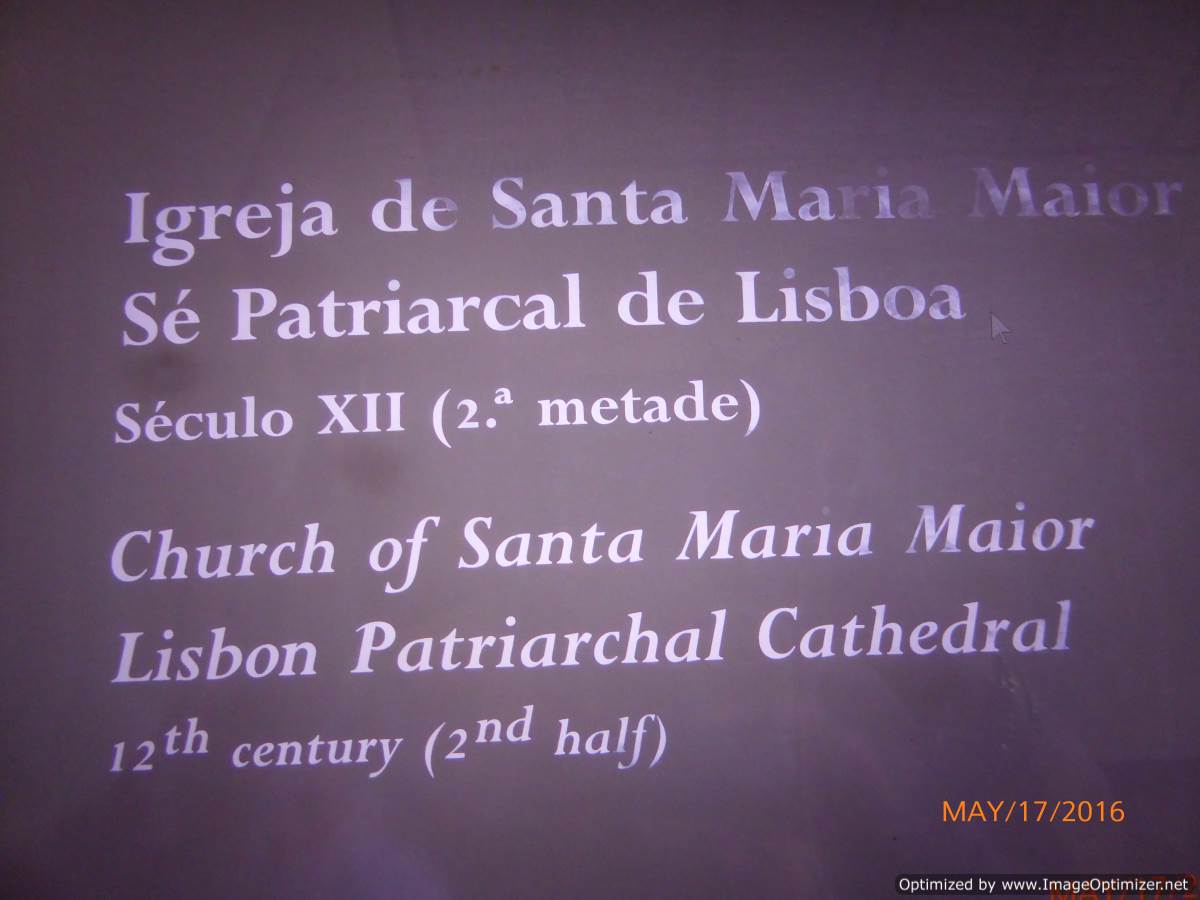 Igreja de Santa Maria Maior
Sé Patriarcal de Lisboa
Século XII (2.ª metade)
Church of Santa Maria Maior
Lisbon Patriarchal Cathedral
12th century (2nd half)
MAY/17/2016
Optimized by www.ImageOptimizer.net